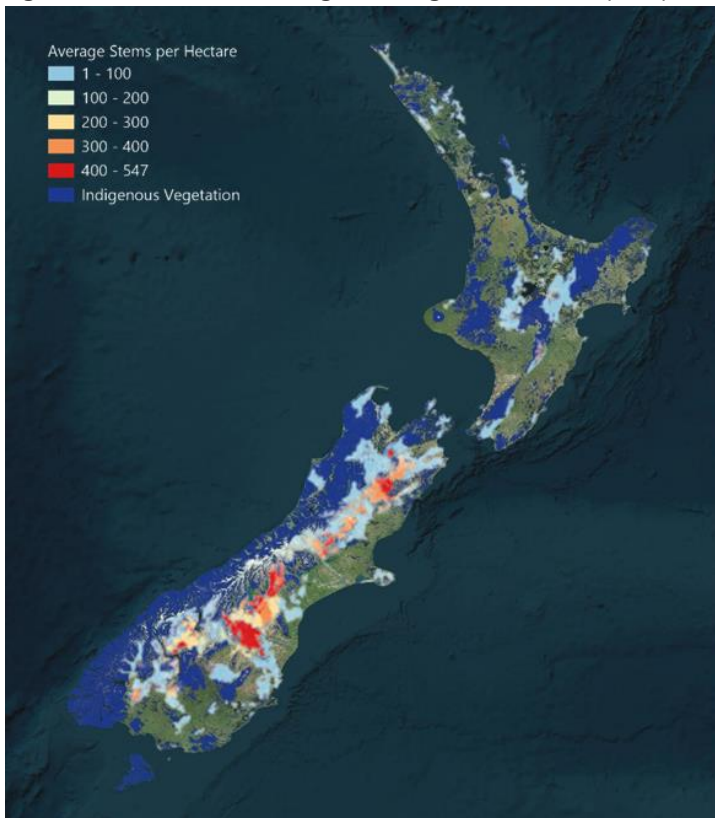 Average Stems per Hectare
1 - 100
100 - 200
200 - 300
300 - 400
400 - 547
Indigenous Vegetation